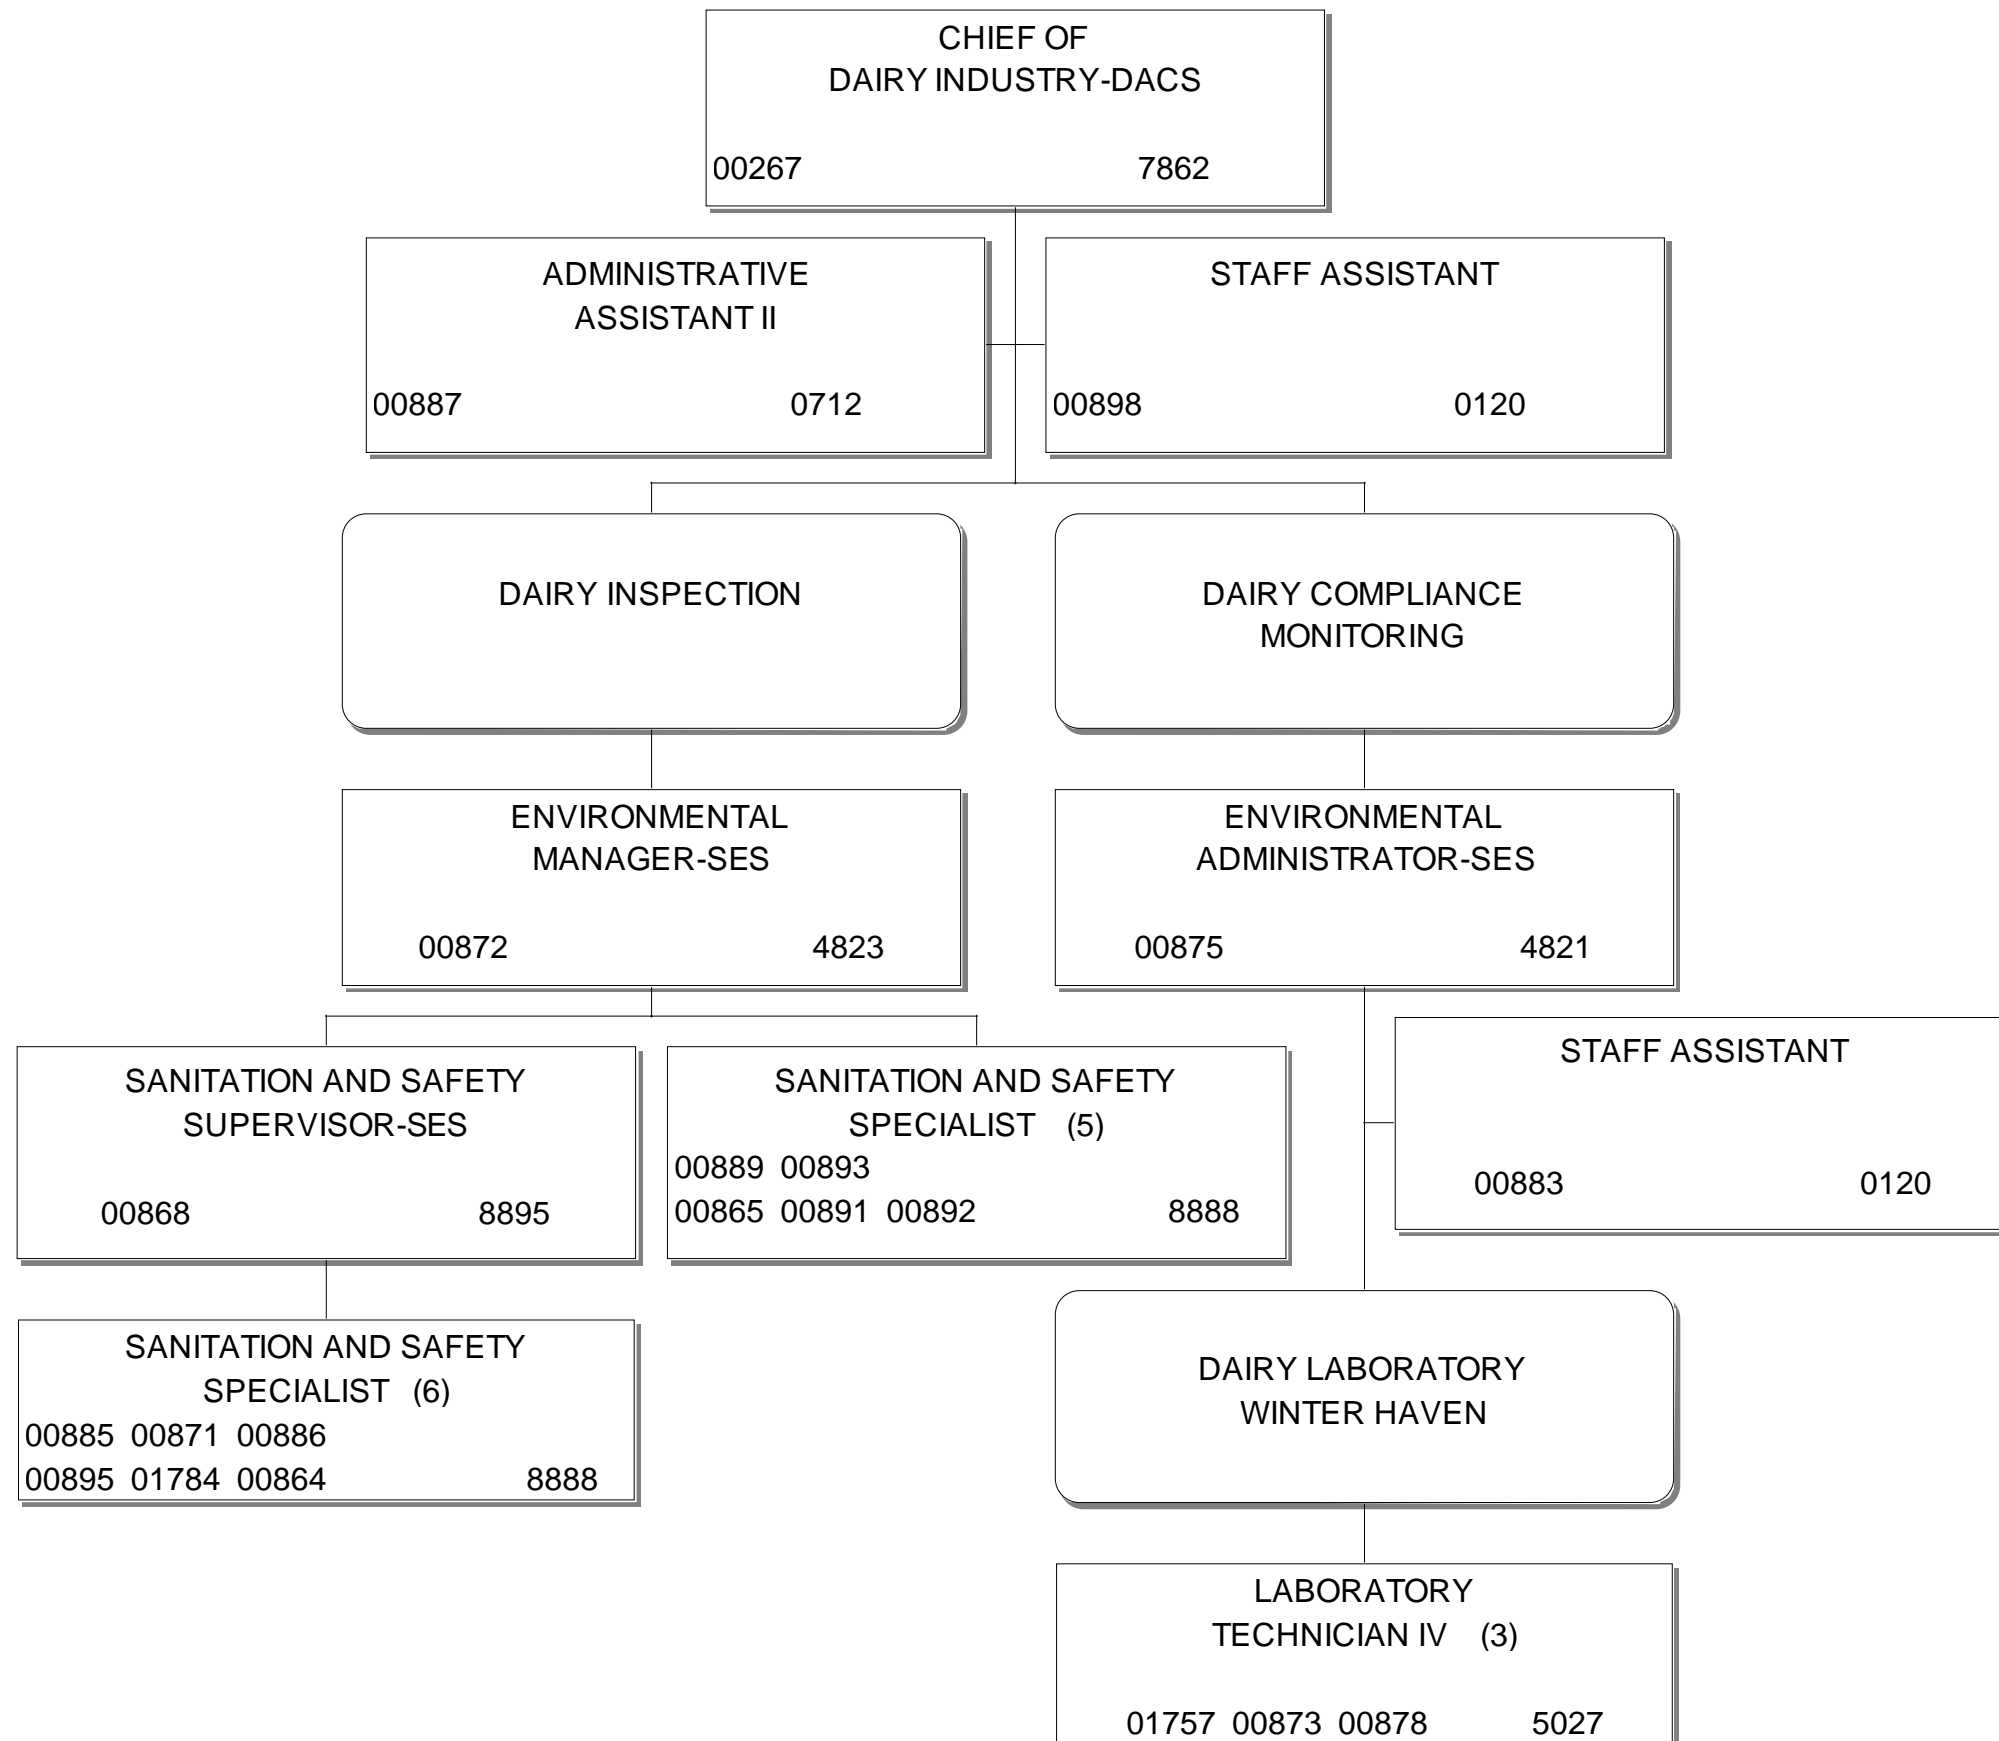 CHIEF OF
DAIRY INDUSTRY-DACS
00267 7862
ADMINISTRATIVE
ASSISTANT II
00887 0712
STAFF ASSISTANT
00898 0120
DAIRY INSPECTION
DAIRY COMPLIANCE
MONITORING
ENVIRONMENTAL
MANAGER-SES
00872 4823
ENVIRONMENTAL
ADMINISTRATOR-SES
00875 4821
SANITATION AND SAFETY
SUPERVISOR-SES
00868 8895
SANITATION AND SAFETY
SPECIALIST (5)
00889 00893
00865 00891 00892 8888
STAFF ASSISTANT
00883 0120
SANITATION AND SAFETY
SPECIALIST (6)
00885 00871 00886
00895 01784 00864 8888
DAIRY LABORATORY
WINTER HAVEN
LABORATORY
TECHNICIAN IV (3)
01757 00873 00878 5027